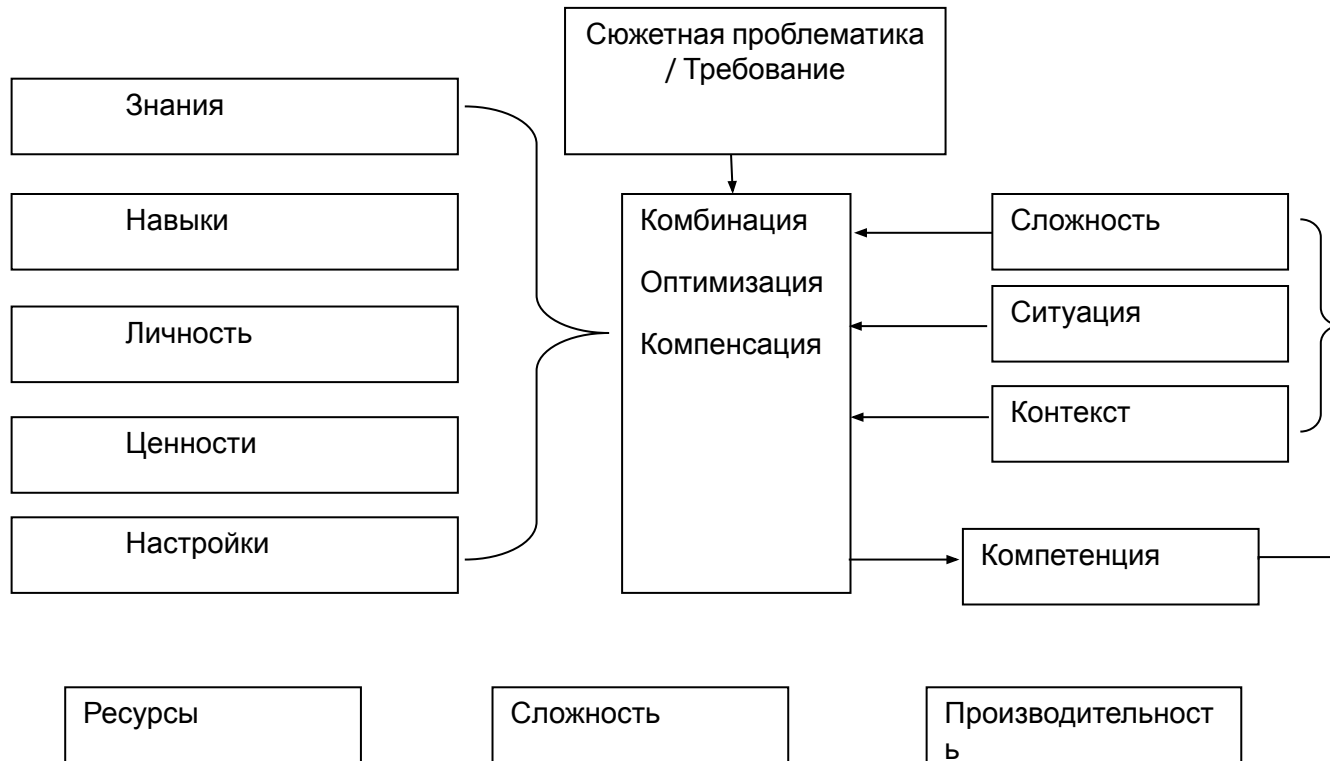 Сюжетная проблематика
/ Требование
Знания
Навыки
Личность
Ценности
Настройки
Комбинация
Оптимизация
Компенсация
Сложность
Ситуация
Контекст
Компетенция
Ресурсы
Сложность
Производительност
ь